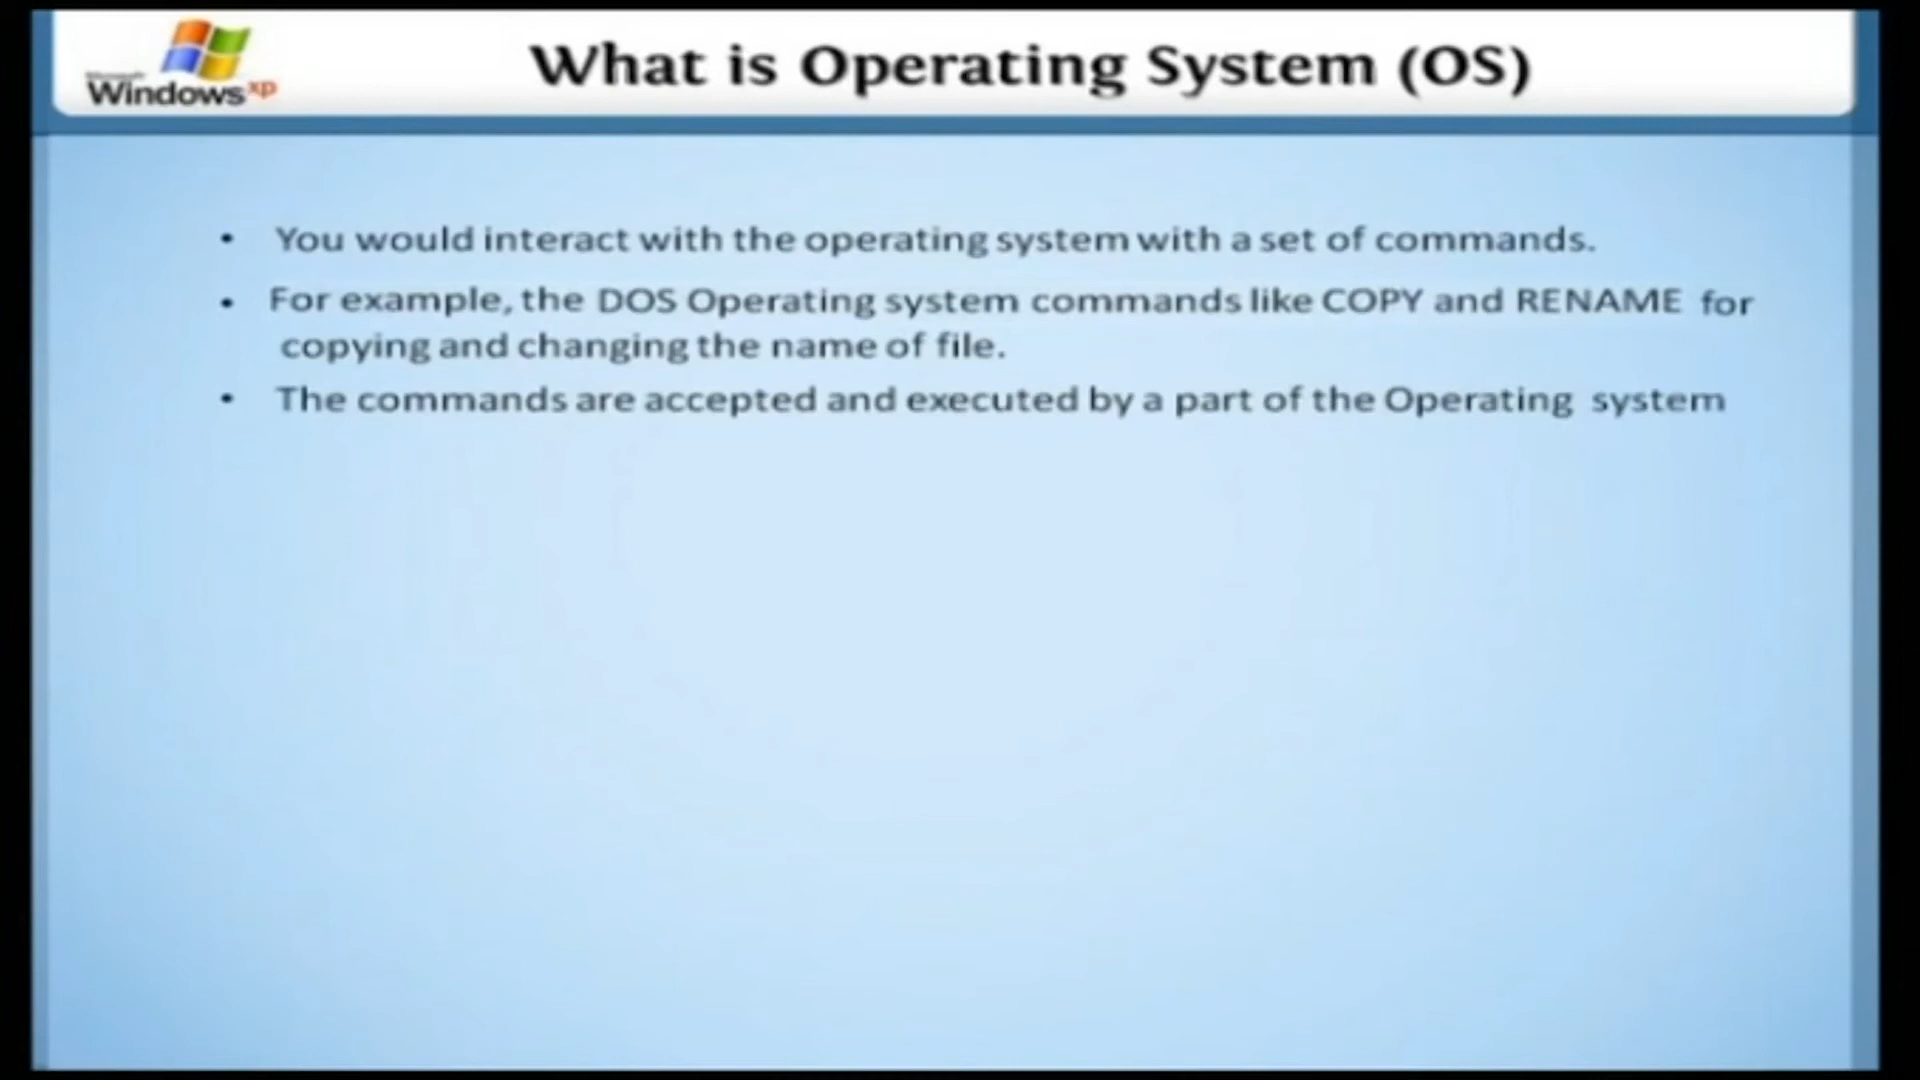 Windows xp
What is Operating System (OS)
• You would interact with the operating system with a set of commands.
• For example, the DOS Operating system commands like COPY and RENAME for
copying and changing the name of file.
• The commands are accepted and executed by a part of the Operating system